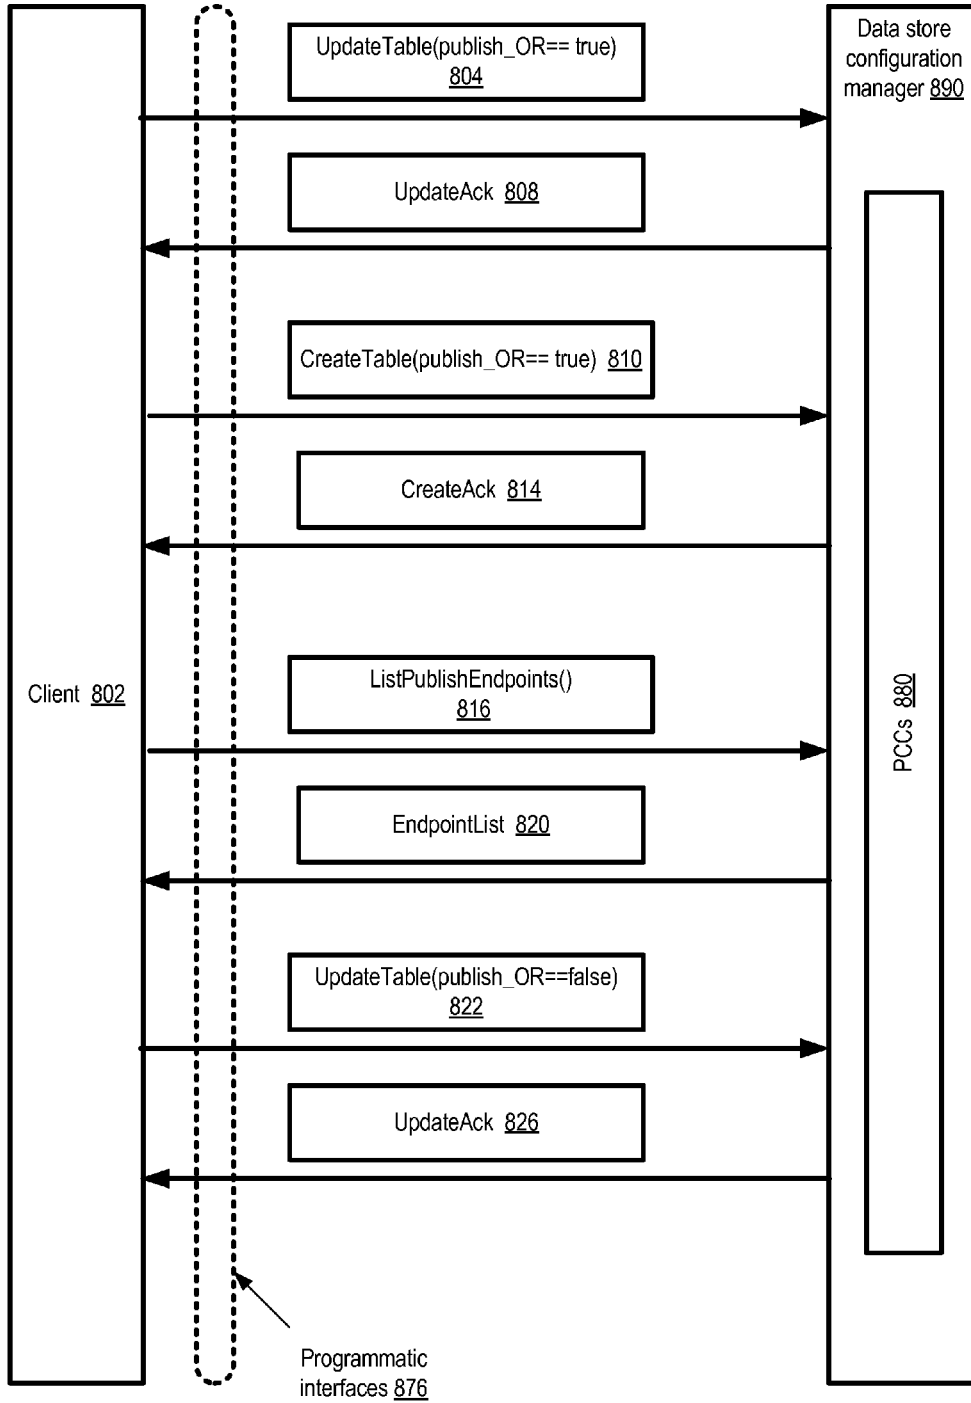 UpdateTable(publish_OR== true)
804
Data store
configuration
manager 890
UpdateAck 808
CreateTable(publish_OR== true) 810
CreateAck 814
Client 802
ListPublishEndpoints()
816
PCCs 880
EndpointList 820
UpdateTable(publish_OR==false)
822
UpdateAck 826
Programmatic
interfaces 876